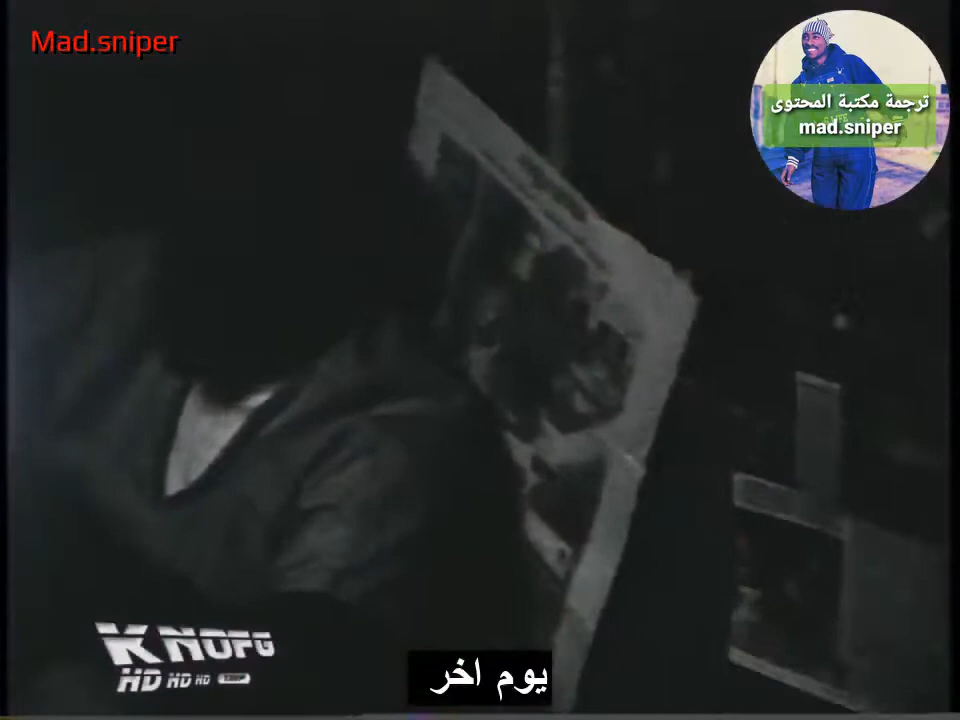 Mad.sniper
ترجمة مكتبة المحتوى
mad.sniper
KNOFG
HD HD HD
يوم اخر